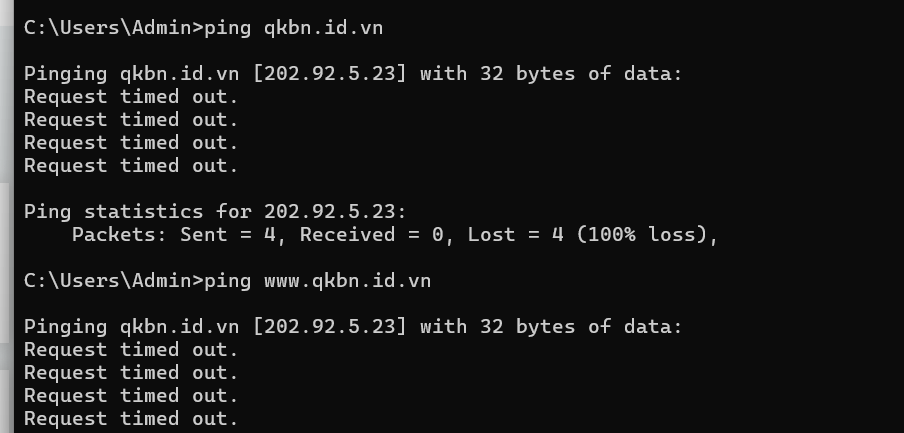 C:\Users\Admin>ping qkbn.id.vn
Pinging qkbn.id.vn [202.92.5.23] with 32 bytes of data:
Request timed out.
Request timed out.
Request timed out.
Request timed out.
Ping statistics for 202.92.5.23:
    Packets: Sent = 4, Received = 0, Lost = 4 (100% loss),
C:\Users\Admin>ping www.qkbn.id.vn
Pinging qkbn.id.vn [202.92.5.23] with 32 bytes of data:
Request timed out.
Request timed out.
Request timed out.
Request timed out.